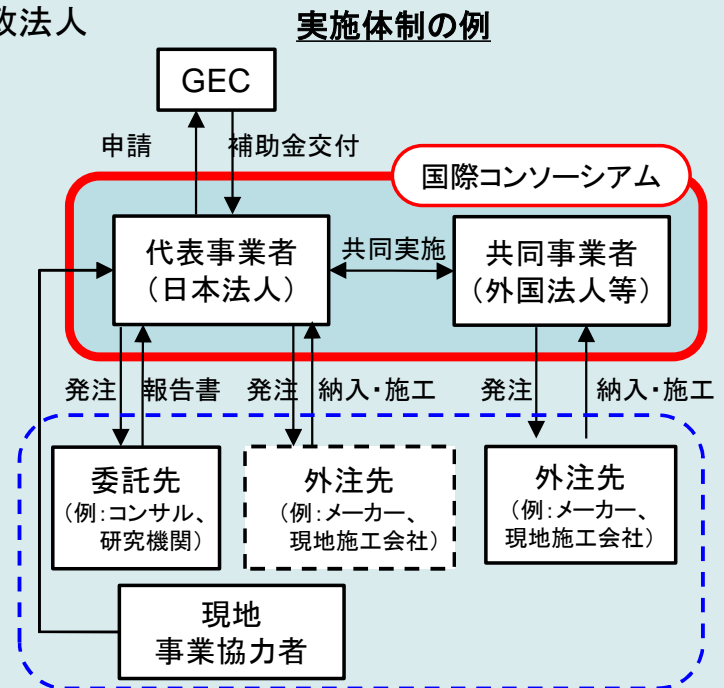 政法人
実施体制の例
GEC
申請
補助金交付
国際コンソーシアム
代表事業者
(日本法人)
共同実施
共同事業者
(外国法人等)
発注
報告書
発注
納入・施工
発注
納入・施工
委託先
(例:コンサル、
研究機関)
外注先
(例:メーカー、
現地施工会社)
外注先
(例:メーカー、
現地施工会社)
現地
事業協力者